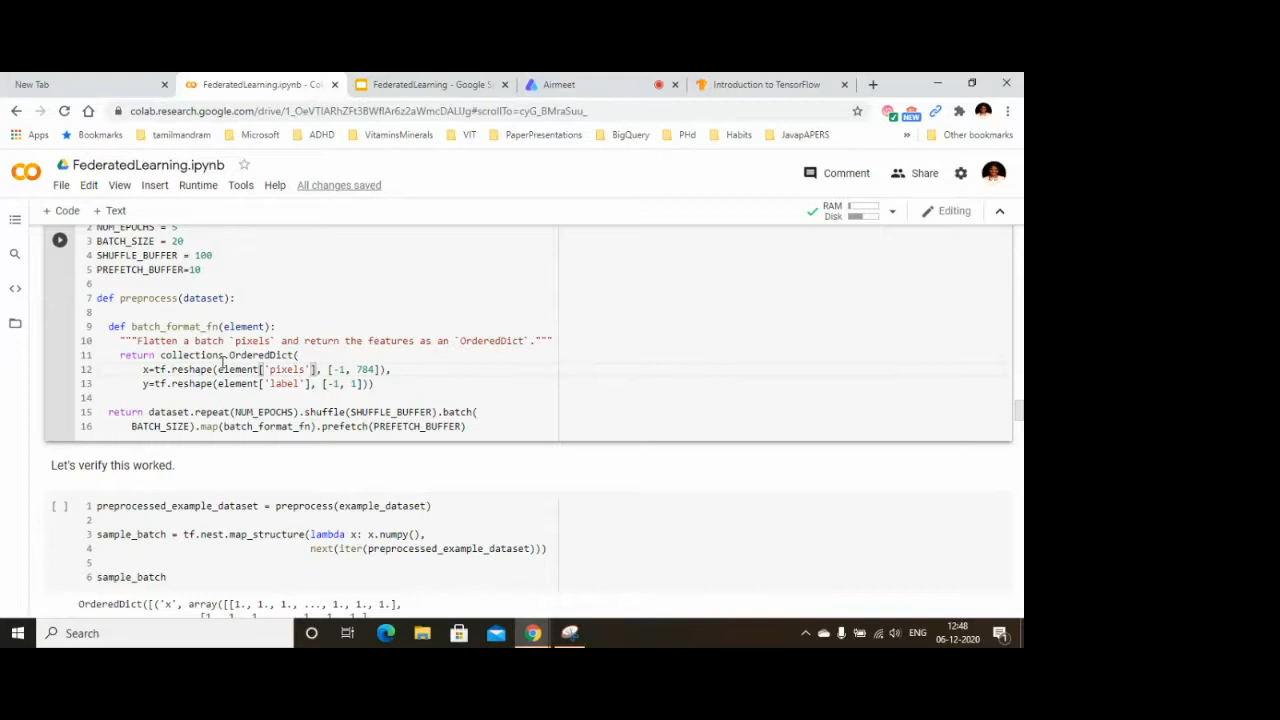 New Tab
FederatedLearning.ipynb - Co
FederatedLearning - Google S
Airmeet
Introduction to TensorFlow
colab.research.google.com/drive/1_OeVTIARhZFt3BWflAr6z2aWmcDALUg#scrollTo=cyG_BMraSuu_
NEW
Apps
Bookmarks
tamilmandram
Microsoft
ADHD
VitaminsMinerals
VIT
PaperPresentations
BigQuery
PHd
Habits
JavapAPERS
»
Other bookmarks
FederatedLearning.ipynb
Comment
Share
File Edit View Insert Runtime Tools Help All changes saved
+ Code + Text
RAM
Disk
Editing
2 NUM_EPOCHS = 5
3 BATCH_SIZE = 20
4 SHUFFLE_BUFFER = 100
5 PREFETCH_BUFFER=10
6
7 def preprocess(dataset):
8
9 def batch_format_fn(element):
10 """Flatten a batch `pixels` and return the features as an `OrderedDict`."""
11 return collections.OrderedDict(
12 x=tf.reshape(element['pixels'], [-1, 784]),
13 y=tf.reshape(element['label'], [-1, 1]))
14
15 return dataset.repeat(NUM_EPOCHS).shuffle(SHUFFLE_BUFFER).batch(
16 BATCH_SIZE).map(batch_format_fn).prefetch(PREFETCH_BUFFER)
Let's verify this worked.
[ ] 1 preprocessed_example_dataset = preprocess(example_dataset)
2
3 sample_batch = tf.nest.map_structure(lambda x: x.numpy(),
4 next(iter(preprocessed_example_dataset)))
5
6 sample_batch
OrderedDict([('x', array([[1., 1., 1., ..., 1., 1., 1.],
Search
ENG
12:48
06-12-2020